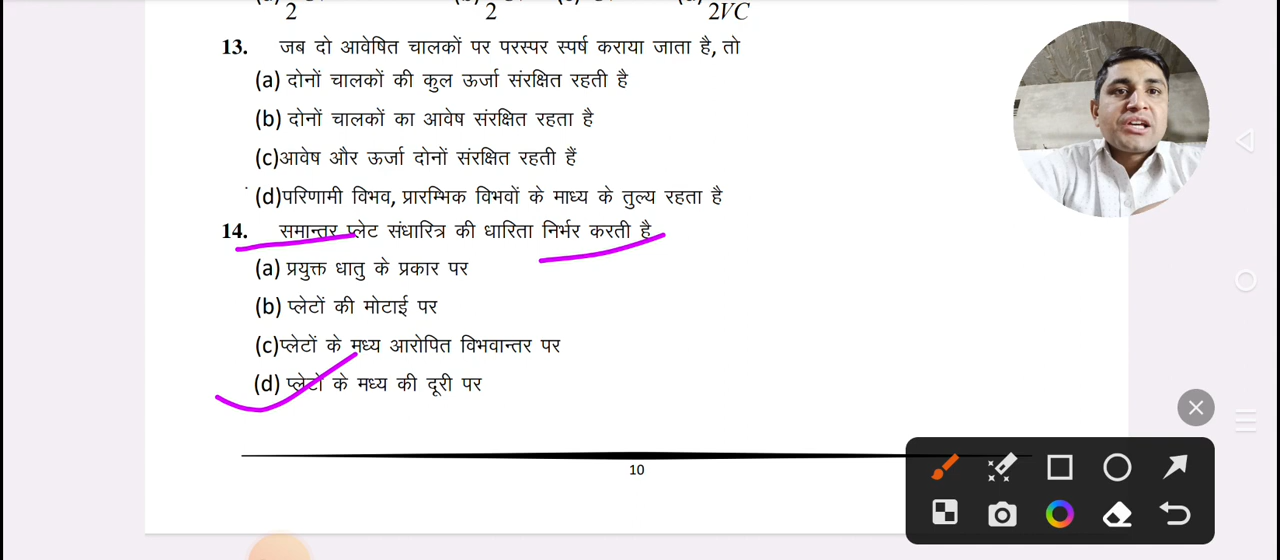 2 2 2VC
13. जब दो आवेषित चालकों पर परस्पर स्पर्ष कराया जाता है, तो
(a) दोनों चालकों की कुल ऊर्जा संरक्षित रहती है
(b) दोनों चालकों का आवेष संरक्षित रहता है
(c)आवेष और ऊर्जा दोनों संरक्षित रहती हैं
(d)परिणामी विभव, प्रारम्भिक विभवों के माध्य के तुल्य रहता है
14. समान्तर प्लेट संधारित्र की धारिता निर्भर करती है
(a) प्रयुक्त धातु के प्रकार पर
(b) प्लेटों की मोटाई पर
(c)प्लेटों के मध्य आरोपित विभवान्तर पर
(d) प्लेटों के मध्य की दूरी पर
10